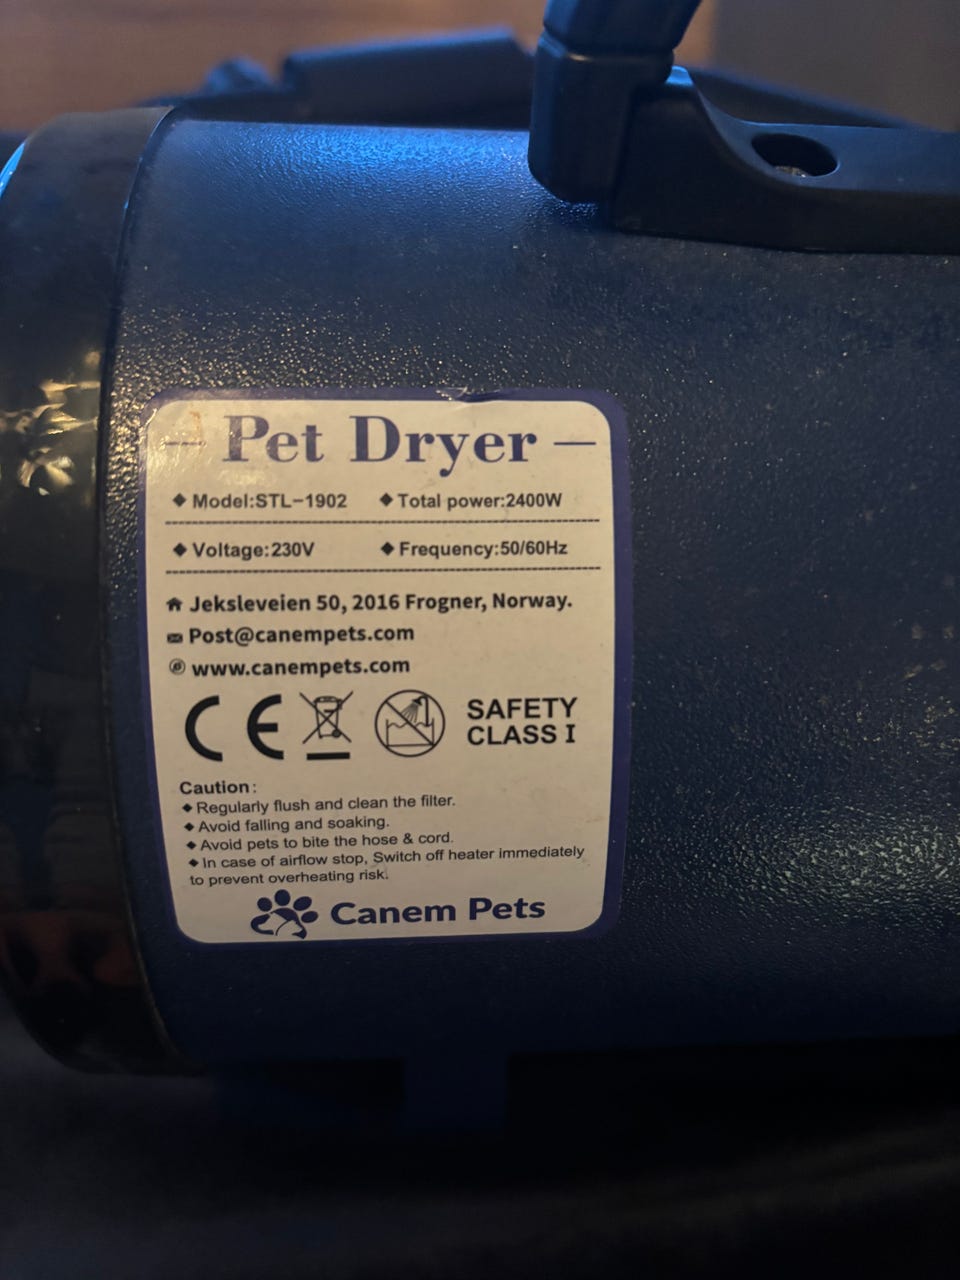 Pet Dryer
Model:STL-1902 Total power:2400W
Voltage:230V Frequency:50/60Hz
Jeksleveien 50, 2016 Frogner, Norway.
Post@canempets.com
www.canempets.com
CE SAFETY
CLASS I
Caution:
Regularly flush and clean the filter.
Avoid falling and soaking.
Avoid pets to bite the hose & cord.
In case of airflow stop, Switch off heater immediately
to prevent overheating risk.
Canem Pets